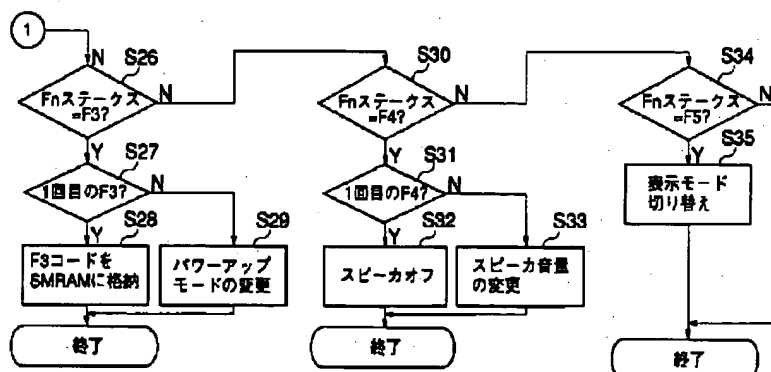 1
N
S26
Fnステークス
=F3?
N
Y
S27
1回目のF3?
N
Y
S28
F3コードを
SMRAMに格納
S29
パワーアップ
モードの変更
終了
S30
Fnステークス
=F4?
N
Y
S31
1回目のF4?
N
Y
S32
スピーカオフ
S33
スピーカ音量
の変更
終了
S34
Fnステークス
=F5?
N
Y
S35
表示モード
切り替え
終了